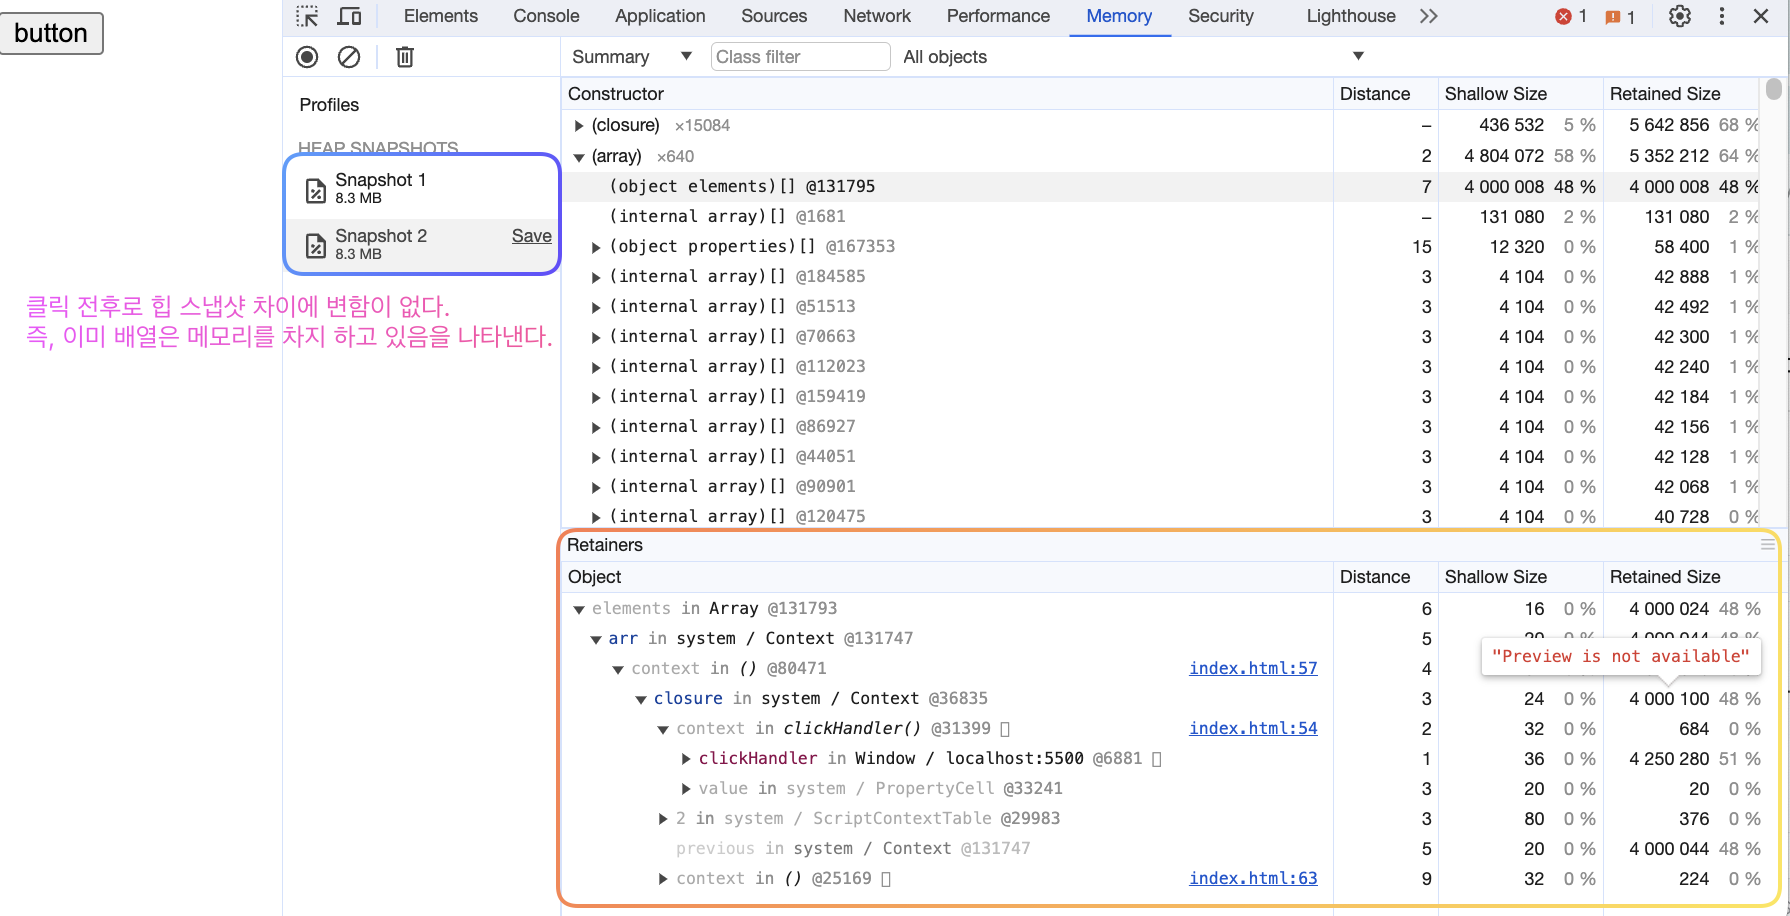 button
Elements Console Application Sources Network Performance Memory Security Lighthouse 1 1
Summary Class filter All objects
Profiles
HEAP SNAPSHOTS
Snapshot 1
8.3 MB
Snapshot 2 Save
8.3 MB
클릭 전후로 힙 스냅샷 차이에 변함이 없다.
즉, 이미 배열은 메모리를 차지 하고 있음을 나타낸다.
Constructor Distance Shallow Size Retained Size
(closure) ×15084 – 436 532 5 % 5 642 856 68 %
(array) ×640 2 4 804 072 58 % 5 352 212 64 %
(object elements)[] @131795 7 4 000 008 48 % 4 000 008 48 %
(internal array)[] @1681 – 131 080 2 % 131 080 2 %
(object properties)[] @167353 15 12 320 0 % 58 400 1 %
(internal array)[] @184585 3 4 104 0 % 42 888 1 %
(internal array)[] @51513 3 4 104 0 % 42 492 1 %
(internal array)[] @70663 3 4 104 0 % 42 300 1 %
(internal array)[] @112023 3 4 104 0 % 42 240 1 %
(internal array)[] @159419 3 4 104 0 % 42 184 1 %
(internal array)[] @86927 3 4 104 0 % 42 156 1 %
(internal array)[] @44051 3 4 104 0 % 42 128 1 %
(internal array)[] @90901 3 4 104 0 % 42 068 1 %
(internal array)[] @120475 3 4 104 0 % 40 728 0 %
Retainers
Object Distance Shallow Size Retained Size
elements in Array @131793 6 16 0 % 4 000 024 48 %
arr in system / Context @131747 5 20 0 % 4 000 044 48 %
"Preview is not available"
context in () @80471 index.html:57 4
closure in system / Context @36835 3 24 0 % 4 000 100 48 %
context in clickHandler() @31399 index.html:54 2 32 0 % 684 0 %
clickHandler in Window / localhost:5500 @6881 1 36 0 % 4 250 280 51 %
value in system / PropertyCell @33241 3 20 0 % 20 0 %
2 in system / ScriptContextTable @29983 3 80 0 % 376 0 %
previous in system / Context @131747 5 20 0 % 4 000 044 48 %
context in () @25169 index.html:63 9 32 0 % 224 0 %